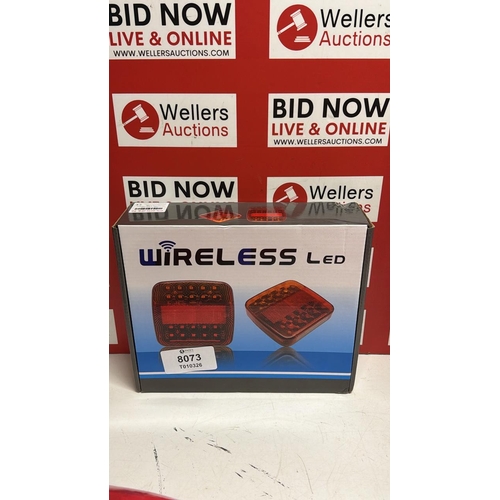 BID NOW
LIVE & ONLINE
WWW.WELLERSAUCTIONS.COM
Wellers
Auctions
Wellers
Auctions
BID NOW
LIVE & ONLINE
WWW.WELLERSAUCTIONS.COM
BID NOW
Wellers
WIRELESS LED
8073
T010326